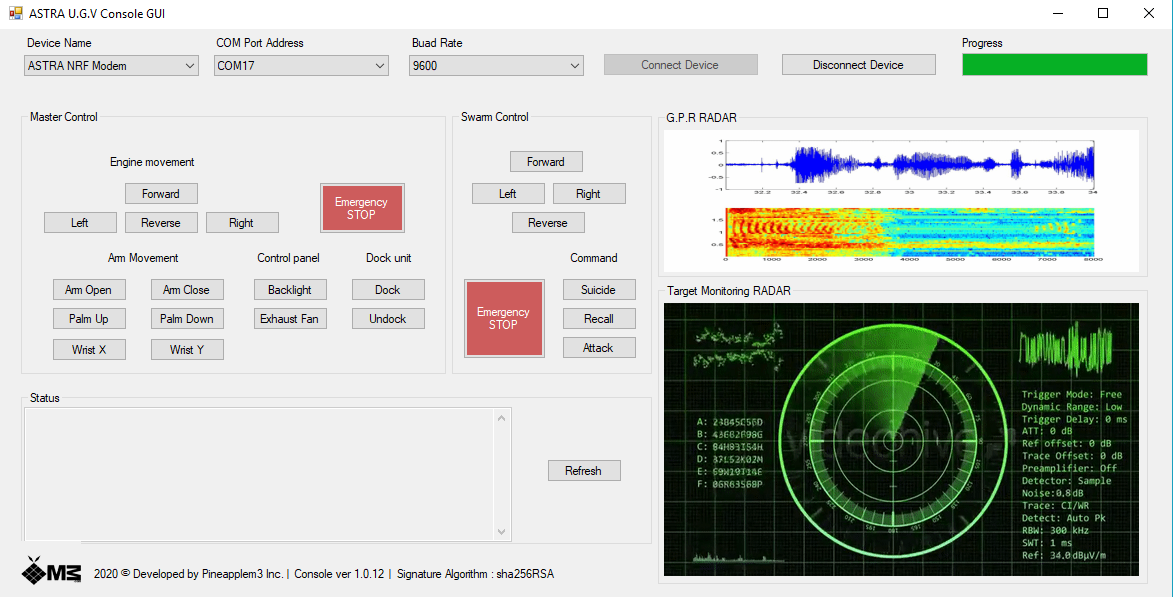 ASTRA U.G.V Console GUI
Device Name
COM Port Address
Buad Rate
Progress
ASTRA NRF Modem
COM17
9600
Connect Device
Disconnect Device
Master Control
Engine movement
Forward
Left
Reverse
Right
Emergency
STOP
Arm Movement
Control panel
Dock unit
Arm Open
Arm Close
Backlight
Dock
Palm Up
Palm Down
Exhaust Fan
Undock
Wrist X
Wrist Y
Swarm Control
Forward
Left
Right
Reverse
Command
Emergency
STOP
Suicide
Recall
Attack
G.P.R RADAR
1
0.5
0
-0.5
-1
32.2 32.4 32.6 32.8 33 33.2 33.4 33.6 33.8 34
1.5
1
0.5
0 1000 2000 3000 4000 5000 6000 7000 8000
Target Monitoring RADAR
A:
B:
C:
D:
E:
F:
Trigger Mode: Free
Dynamic Range: Low
Trigger Delay: 0 ms
ATT: 0 dB
Ref offset: 0 dB
Trace Offset: 0 dB
Preamplifier: Off
Detector: Sample
Noise:0.8dB
Trace: CI/WR
Detect: Auto Pk
RBW: 300 kHz
SWT: 1 ms
Ref: 34.0dBµV/m
Status
Refresh
M3
2020 © Developed by Pineapplem3 Inc. | Console ver 1.0.12 | Signature Algorithm : sha256RSA